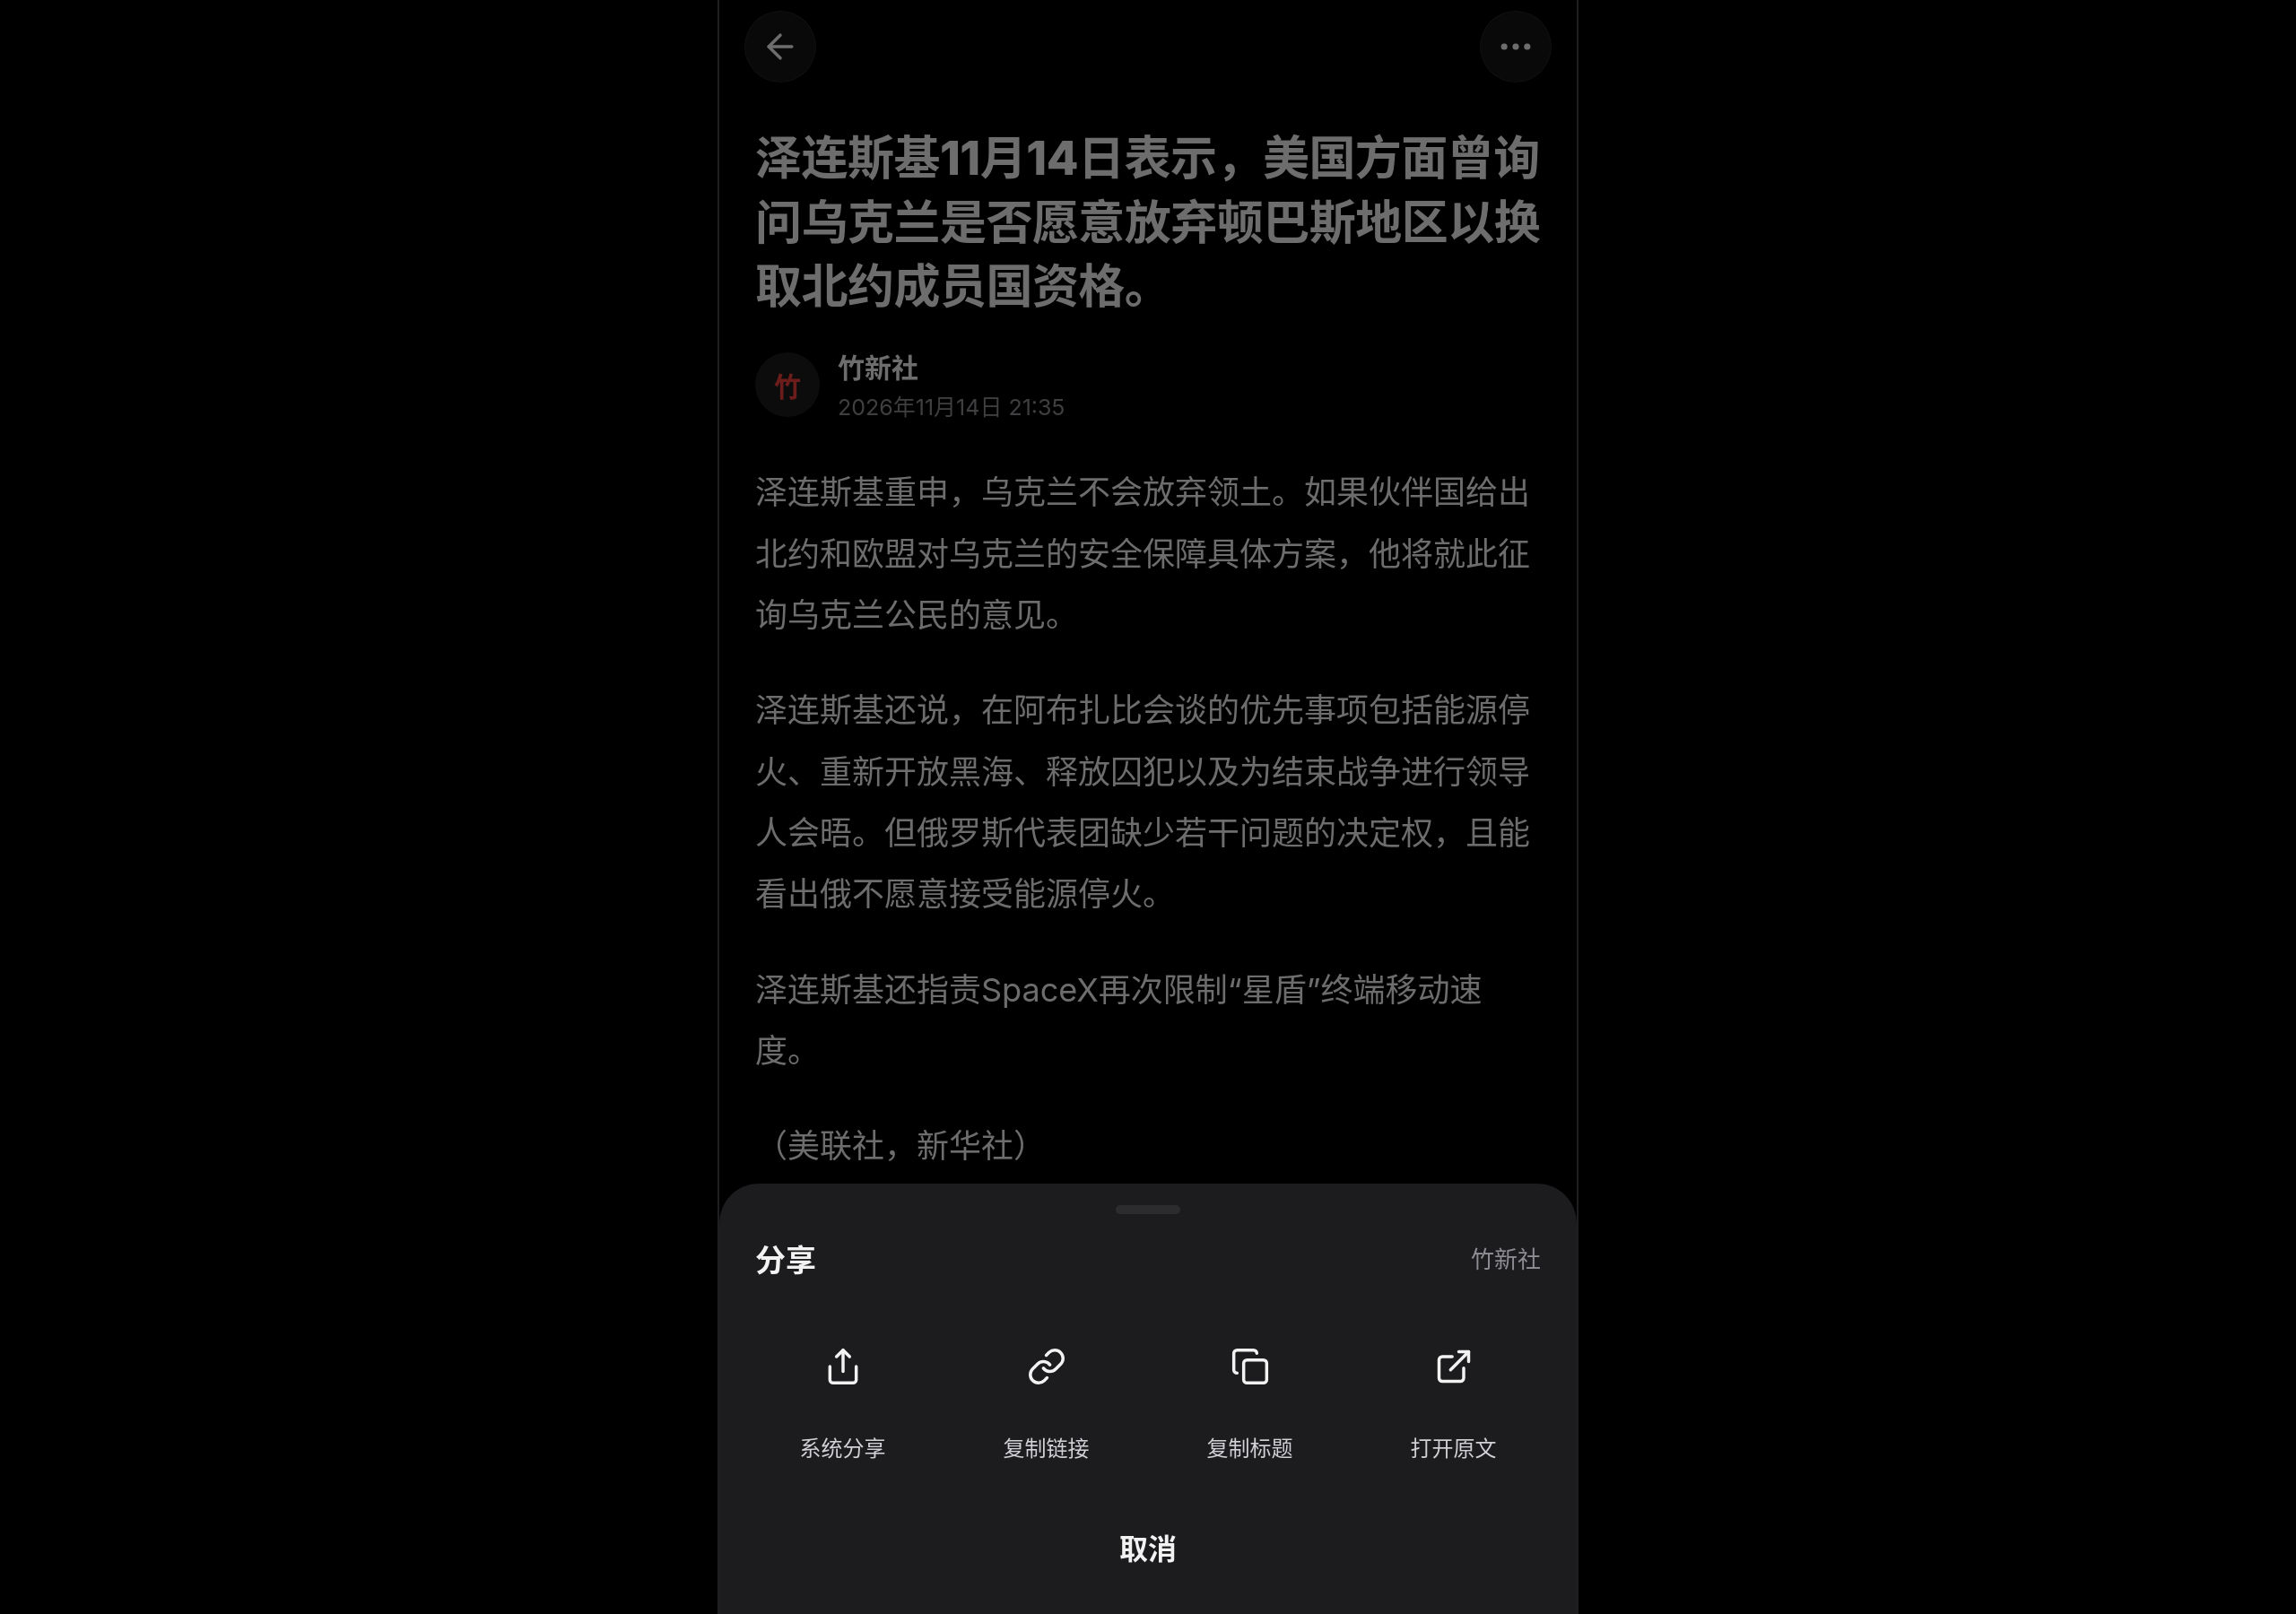 泽连斯基11月14日表示，美国方面曾询
问乌克兰是否愿意放弃顿巴斯地区以换
取北约成员国资格。
竹
竹新社
2026年11月14日 21:35
泽连斯基重申，乌克兰不会放弃领土。如果伙伴国给出
北约和欧盟对乌克兰的安全保障具体方案，他将就此征
询乌克兰公民的意见。
泽连斯基还说，在阿布扎比会谈的优先事项包括能源停
火、重新开放黑海、释放囚犯以及为结束战争进行领导
人会晤。但俄罗斯代表团缺少若干问题的决定权，且能
看出俄不愿意接受能源停火。
泽连斯基还指责SpaceX再次限制“星盾”终端移动速
度。
（美联社，新华社）
分享
竹新社
系统分享
复制链接
复制标题
打开原文
取消